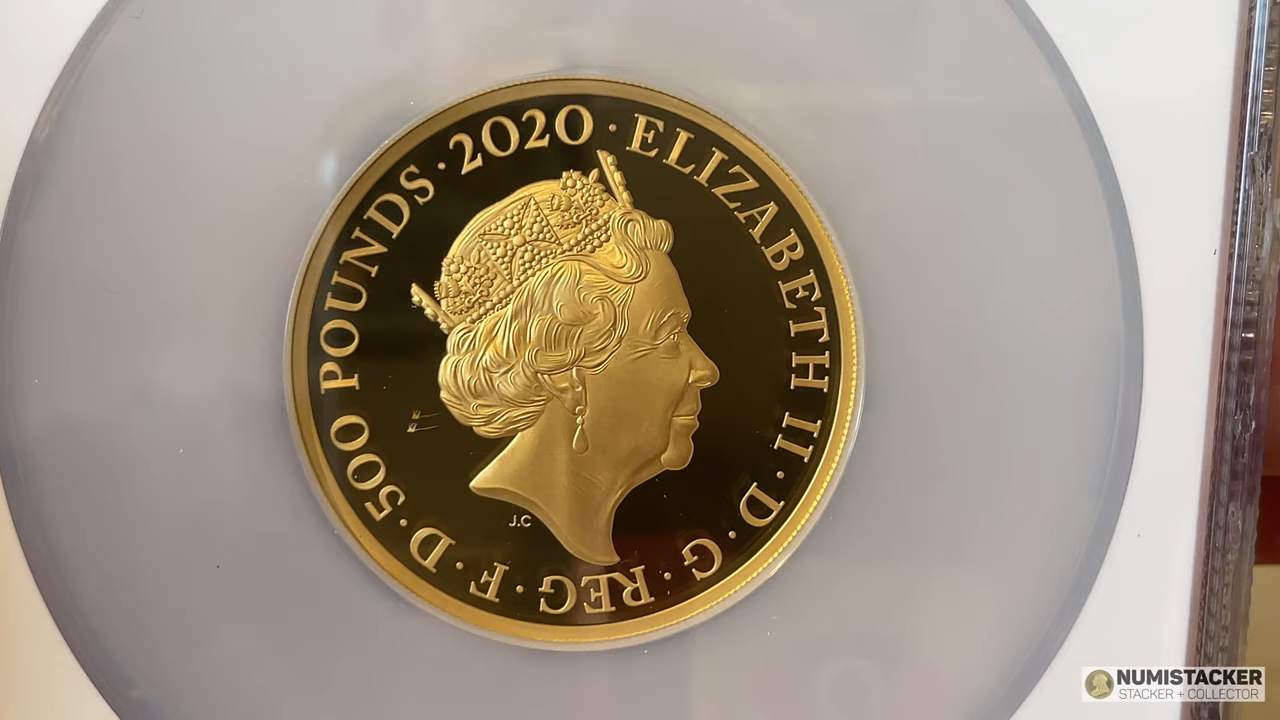 ELIZABETH II · D · G · REG · F · D · 500 POUNDS · 2020 ·
J.C
NUMISTACKER
STACKER + COLLECTOR